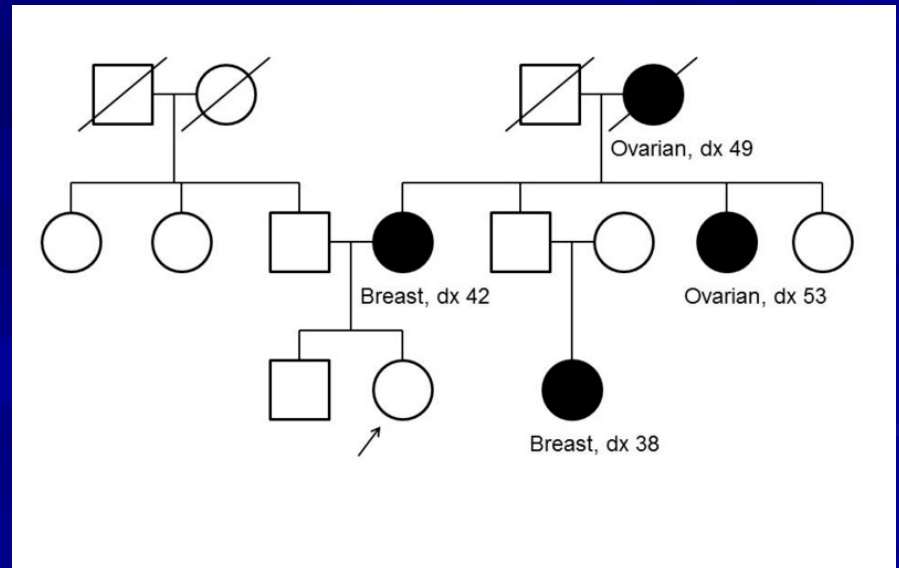 Ovarian, dx 49
Breast, dx 42
Ovarian, dx 53
Breast, dx 38